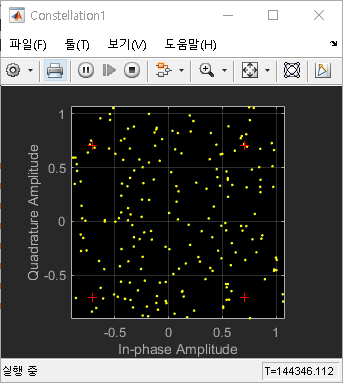 Constellation1
파일(F) 툴(T) 보기(V) 도움말(H)
1
0.5
0
-0.5
Quadrature Amplitude
-0.5 0 0.5 1
In-phase Amplitude
실행 중 T=144346.112